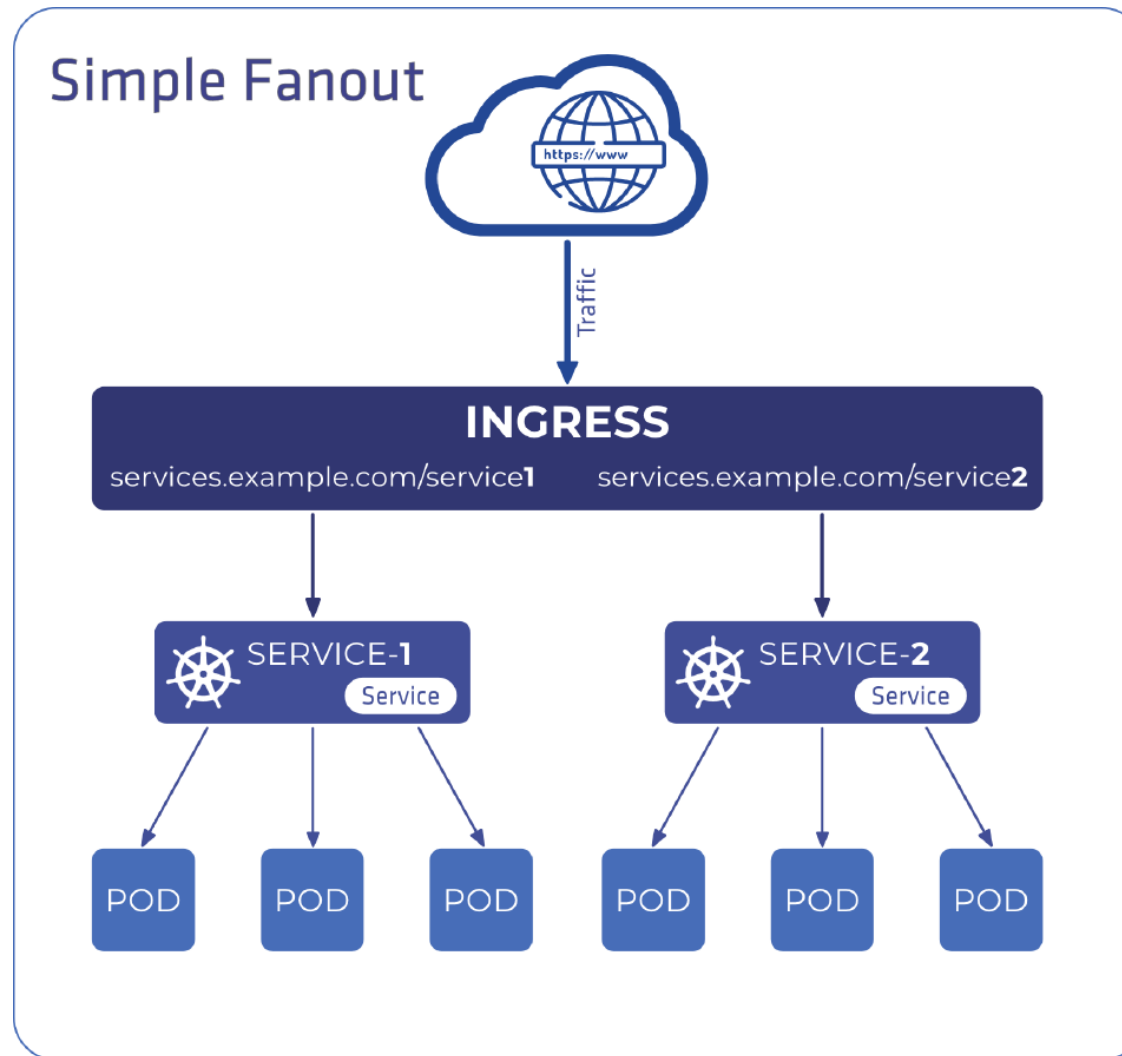 Simple Fanout
https://www
Traffic
INGRESS
services.example.com/service1
services.example.com/service2
SERVICE-1
Service
SERVICE-2
Service
POD
POD
POD
POD
POD
POD